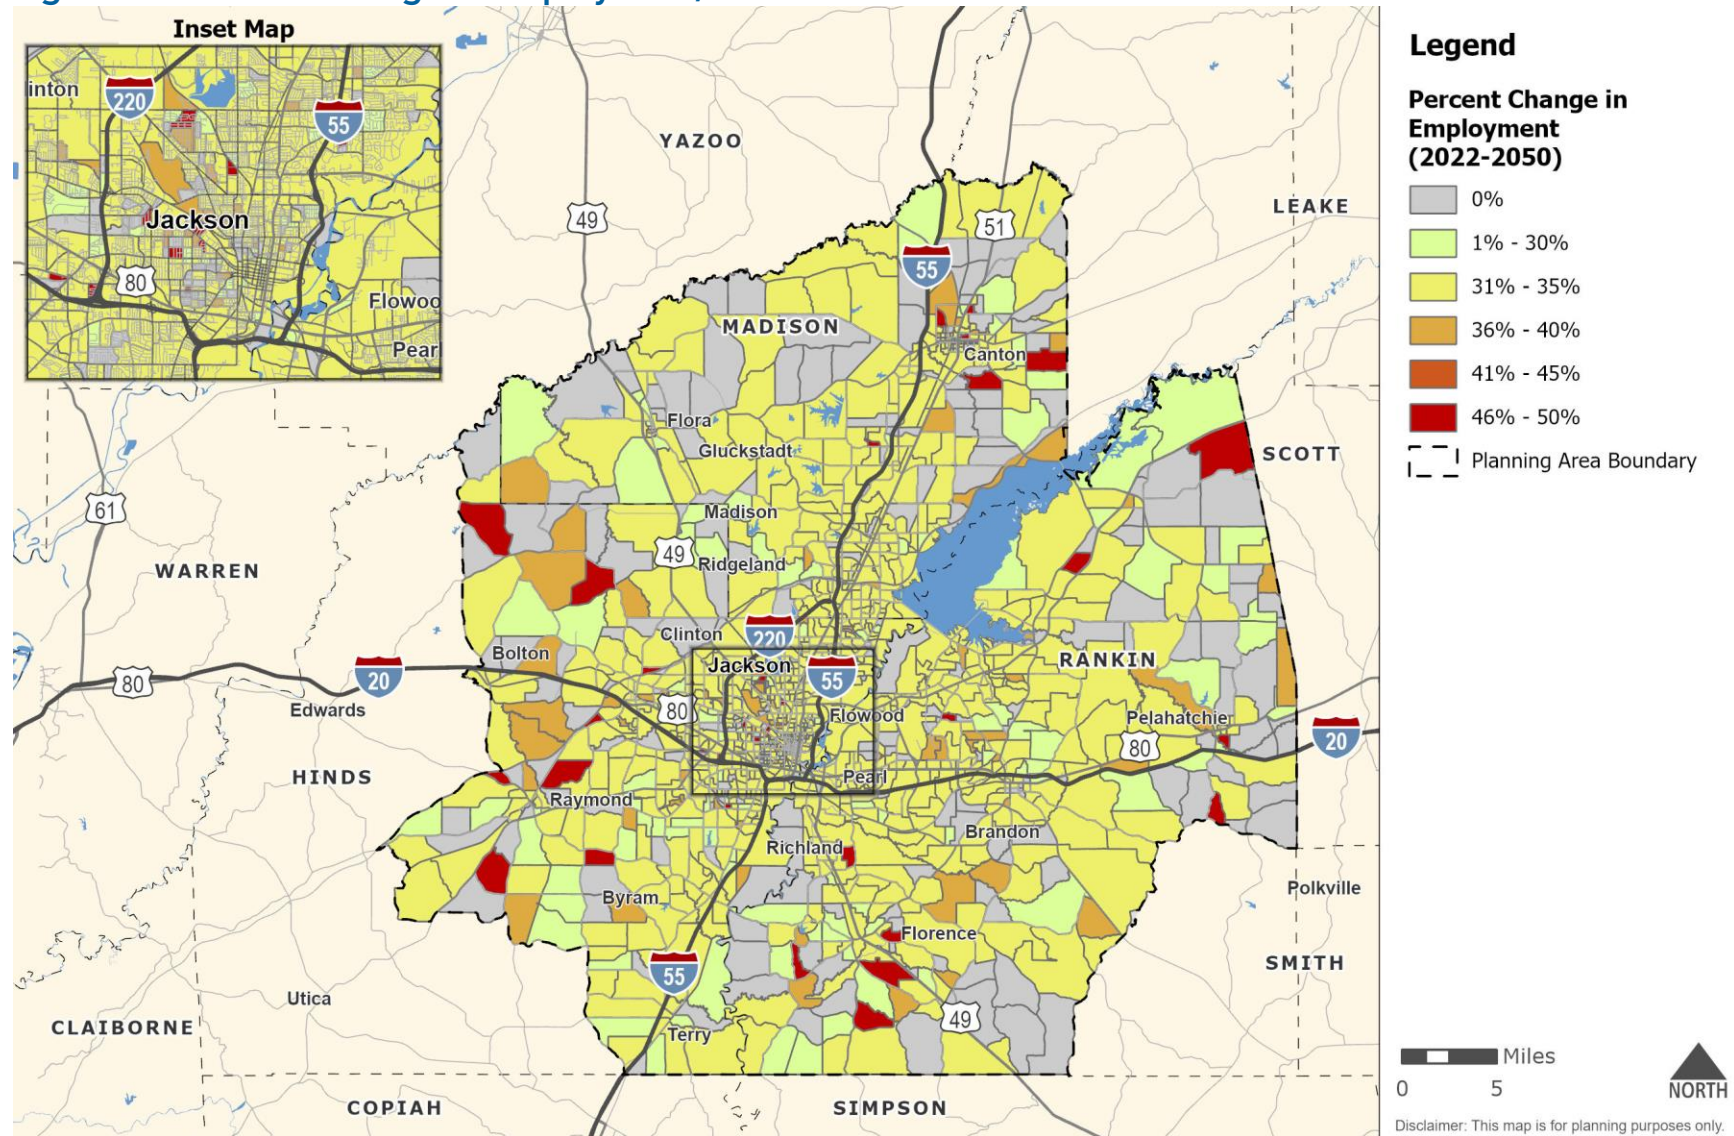 Inset Map
inton
220
55
Jackson
80
Flowoo
Pear
YAZOO
49
LEAKE
51
55
MADISON
Canton
Flora
Gluckstadt
SCOTT
61
Madison
49
Ridgeland
WARREN
Clinton
220
Bolton
Jackson
RANKIN
20
80
55
80
Edwards
Flowood
Pelahatchie
80
20
HINDS
Pearl
Raymond
Brandon
Richland
Byram
Polkville
Florence
SMITH
55
Utica
49
CLAIBORNE
Terry
COPIAH
SIMPSON
Legend
Percent Change in
Employment
(2022-2050)
0%
1% - 30%
31% - 35%
36% - 40%
41% - 45%
46% - 50%
Planning Area Boundary
Miles
0 5
NORTH
Disclaimer: This map is for planning purposes only.